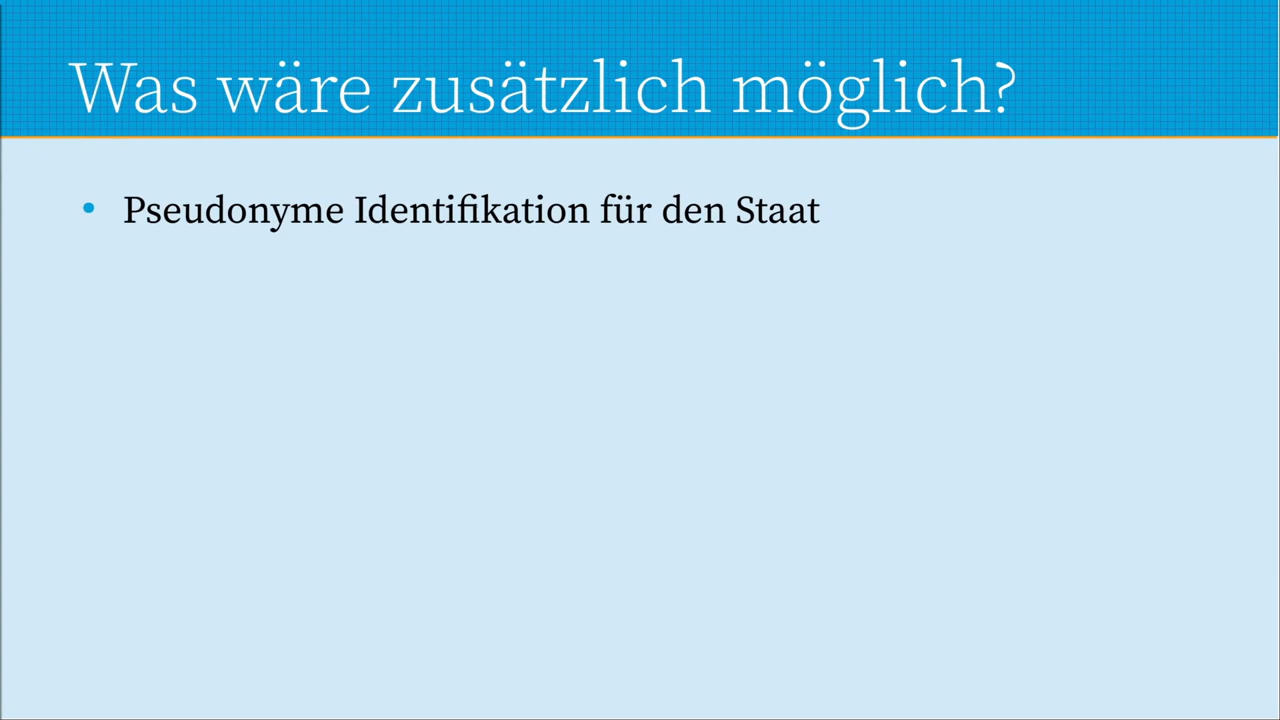 Was wäre zusätzlich möglich?
• Pseudonyme Identifikation für den Staat